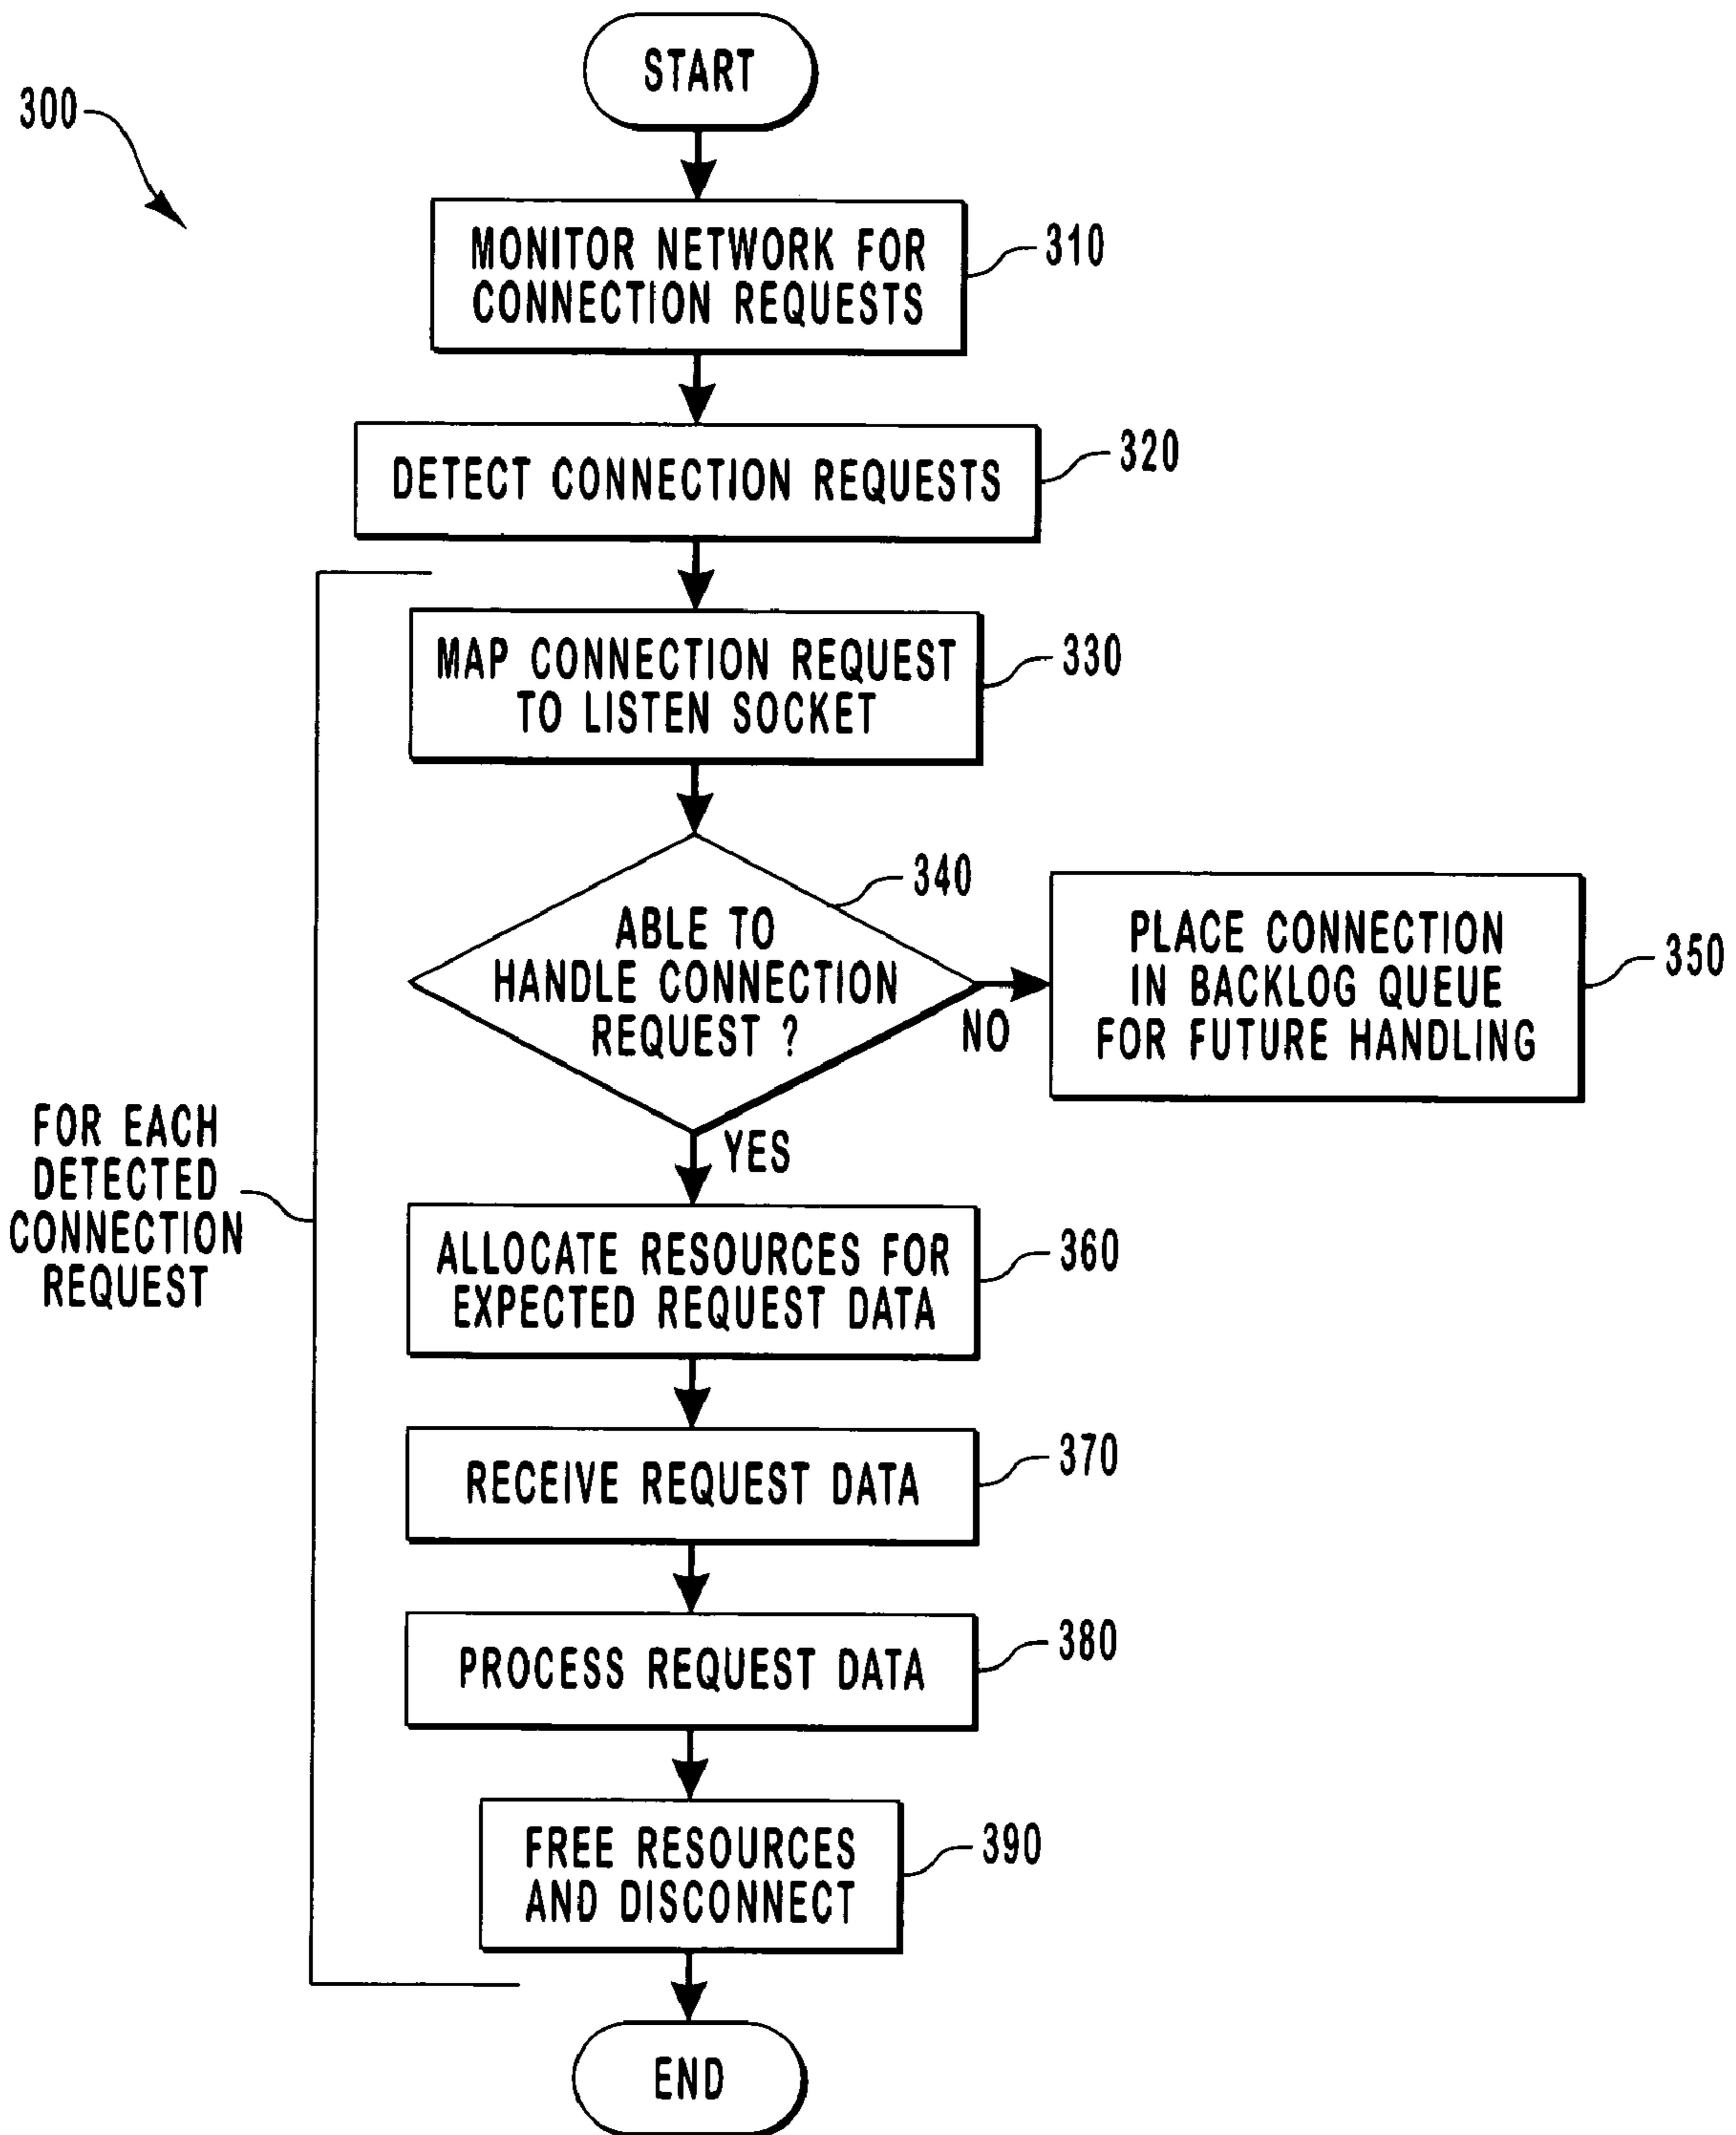 START
300
MONITOR NETWORK FOR
CONNECTION REQUESTS
310
DETECT CONNECTION REQUESTS
320
MAP CONNECTION REQUEST
TO LISTEN SOCKET
330
ABLE TO
HANDLE CONNECTION
REQUEST ?
340
NO
PLACE CONNECTION
IN BACKLOG QUEUE
FOR FUTURE HANDLING
350
YES
FOR EACH
DETECTED
CONNECTION
REQUEST
ALLOCATE RESOURCES FOR
EXPECTED REQUEST DATA
360
RECEIVE REQUEST DATA
370
PROCESS REQUEST DATA
380
FREE RESOURCES
AND DISCONNECT
390
END